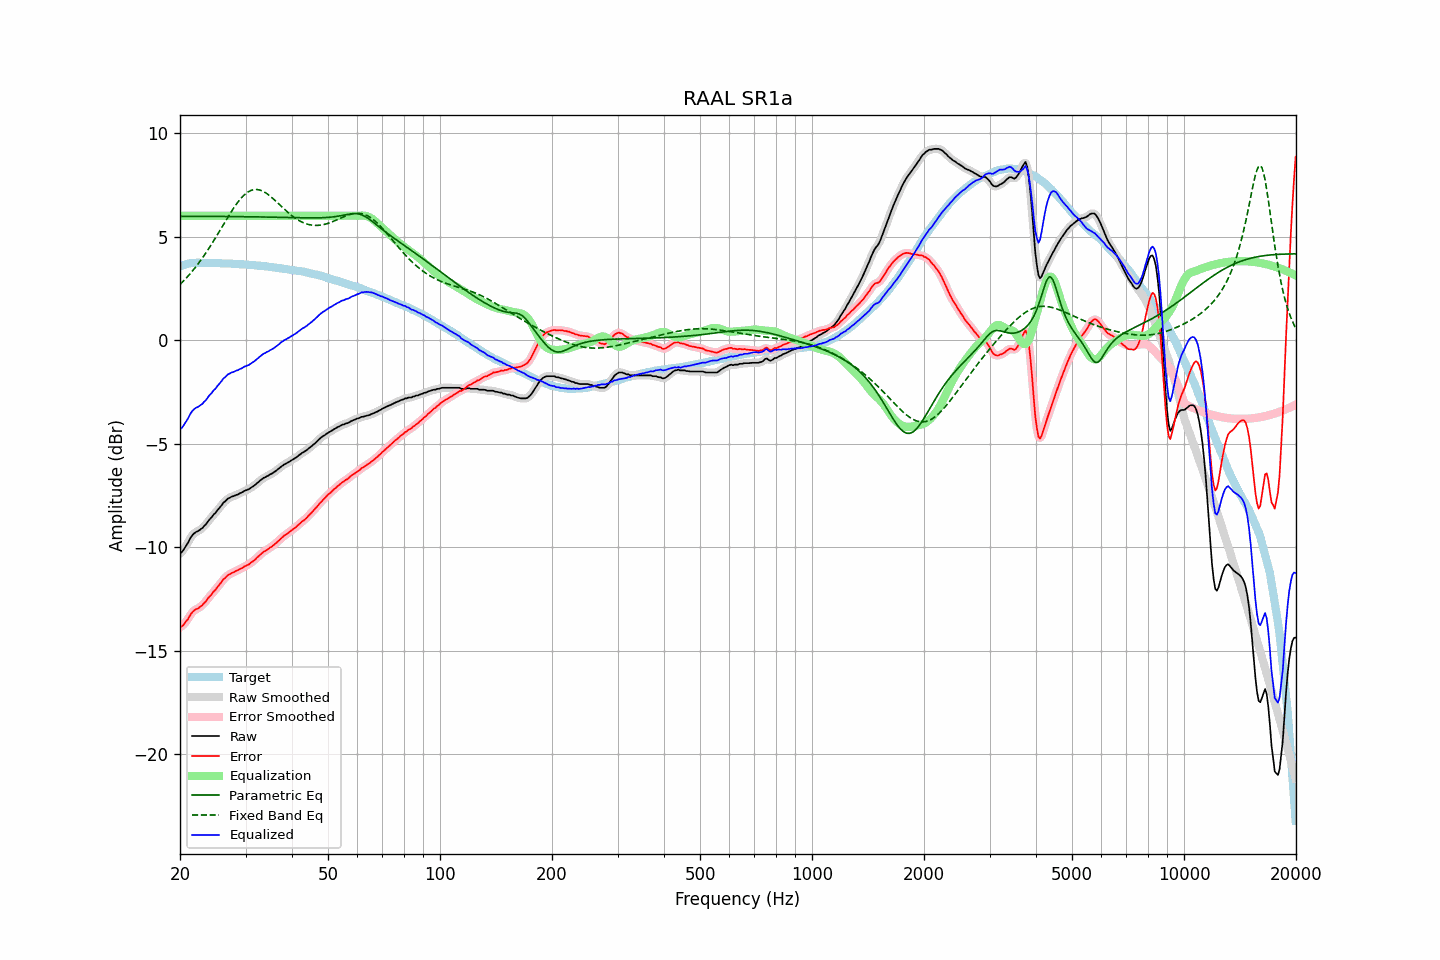 RAAL SR1a
10
5
0
−5
−10
−15
−20
Amplitude (dBr)
Target
Raw Smoothed
Error Smoothed
Raw
Error
Equalization
Parametric Eq
Fixed Band Eq
Equalized
20 50 100 200 500 1000 2000 5000 10000 20000
Frequency (Hz)